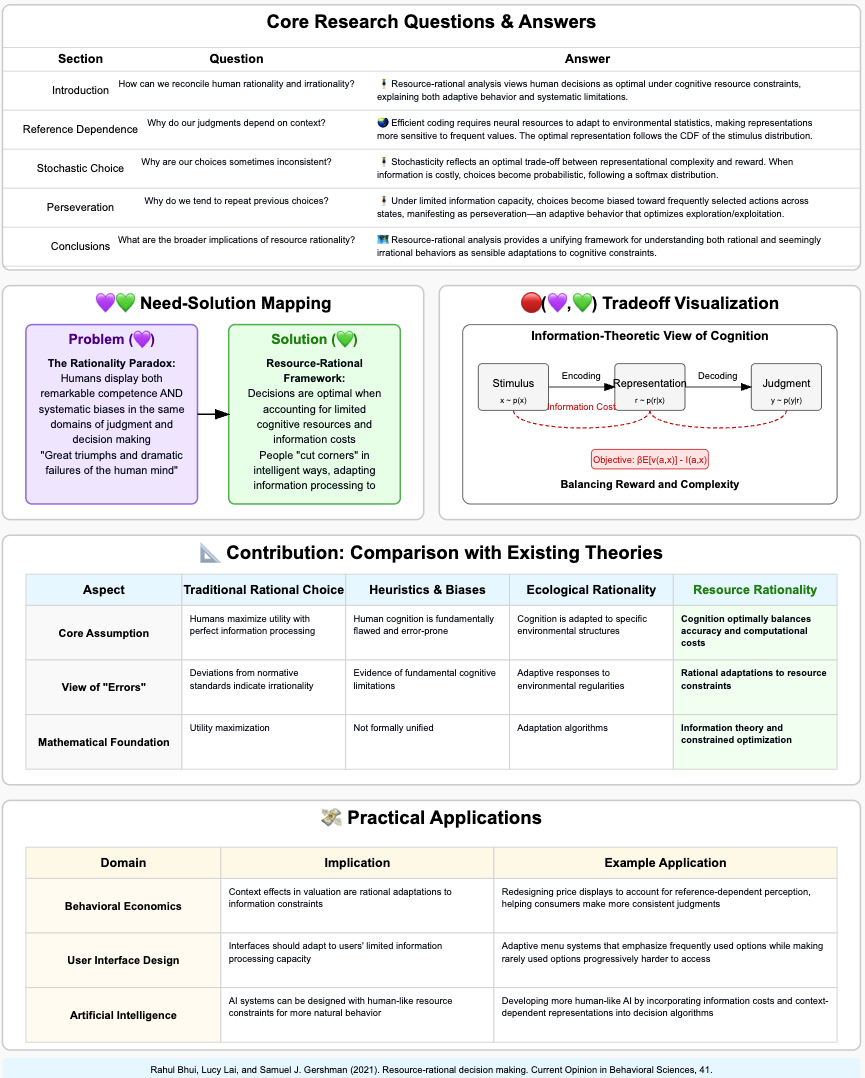 Core Research Questions & Answers
Section Question Answer
Introduction How can we reconcile human rationality and irrationality? Resource-rational analysis views human decisions as optimal under cognitive resource constraints,
explaining both adaptive behavior and systematic limitations.
Reference Dependence Why do our judgments depend on context? Efficient coding requires neural resources to adapt to environmental statistics, making representations
more sensitive to frequent values. The optimal representation follows the CDF of the stimulus distribution.
Stochastic Choice Why are our choices sometimes inconsistent? Stochasticity reflects an optimal trade-off between representational complexity and reward. When
information is costly, choices become probabilistic, following a softmax distribution.
Perseveration Why do we tend to repeat previous choices? Under limited information capacity, choices become biased toward frequently selected actions across
states, manifesting as perseveration—an adaptive behavior that optimizes exploration/exploitation.
Conclusions What are the broader implications of resource rationality? Resource-rational analysis provides a unifying framework for understanding both rational and seemingly
irrational behaviors as sensible adaptations to cognitive constraints.
💜💚 Need-Solution Mapping
Problem (💜)
The Rationality Paradox:
Humans display both
remarkable competence AND
systematic biases in the same
domains of judgment and
decision making
"Great triumphs and dramatic
failures of the human mind"
Solution (💚)
Resource-Rational
Framework:
Decisions are optimal when
accounting for limited
cognitive resources and
information costs
People "cut corners" in
intelligent ways, adapting
information processing to
🔴(💜,💚) Tradeoff Visualization
Information-Theoretic View of Cognition
Stimulus
x ~ p(x)
Encoding
Representation
r ~ p(r|x)
Decoding
Judgment
y ~ p(y|r)
Information Cost
Objective: βE[v(a,x)] - I(a,x)
Balancing Reward and Complexity
📐 Contribution: Comparison with Existing Theories
Aspect Traditional Rational Choice Heuristics & Biases Ecological Rationality Resource Rationality
Core Assumption
Humans maximize utility with
perfect information processing
Human cognition is fundamentally
flawed and error-prone
Cognition is adapted to specific
environmental structures
Cognition optimally balances
accuracy and computational
costs
View of "Errors"
Deviations from normative
standards indicate irrationality
Evidence of fundamental cognitive
limitations
Adaptive responses to
environmental regularities
Rational adaptations to resource
constraints
Mathematical Foundation
Utility maximization
Not formally unified
Adaptation algorithms
Information theory and
constrained optimization
💸 Practical Applications
Domain Implication Example Application
Behavioral Economics
Context effects in valuation are rational adaptations to
information constraints
Redesigning price displays to account for reference-dependent perception,
helping consumers make more consistent judgments
User Interface Design
Interfaces should adapt to users' limited information
processing capacity
Adaptive menu systems that emphasize frequently used options while making
rarely used options progressively harder to access
Artificial Intelligence
AI systems can be designed with human-like resource
constraints for more natural behavior
Developing more human-like AI by incorporating information costs and context-
dependent representations into decision algorithms
Rahul Bhui, Lucy Lai, and Samuel J. Gershman (2021). Resource-rational decision making. Current Opinion in Behavioral Sciences, 41.